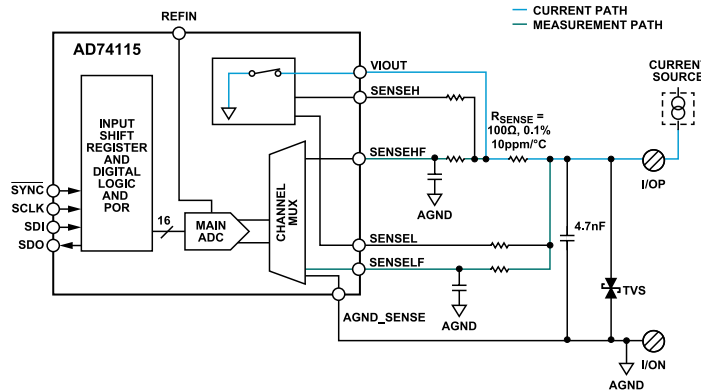 CURRENT PATH
MEASUREMENT PATH
REFIN
AD74115
INPUT
SHIFT
REGISTER
AND
DIGITAL
LOGIC
AND
POR
SYNC
SCLK
SDI
SDO
16
MAIN
ADC
CHANNEL
MUX
VIOUT
SENSEH
SENSEHF
SENSEL
SENSELF
AGND_SENSE
AGND
AGND
RSENSE =
100Ω, 0.1%
10ppm/°C
4.7nF
TVS
CURRENT
SOURCE
I/OP
I/ON
AGND